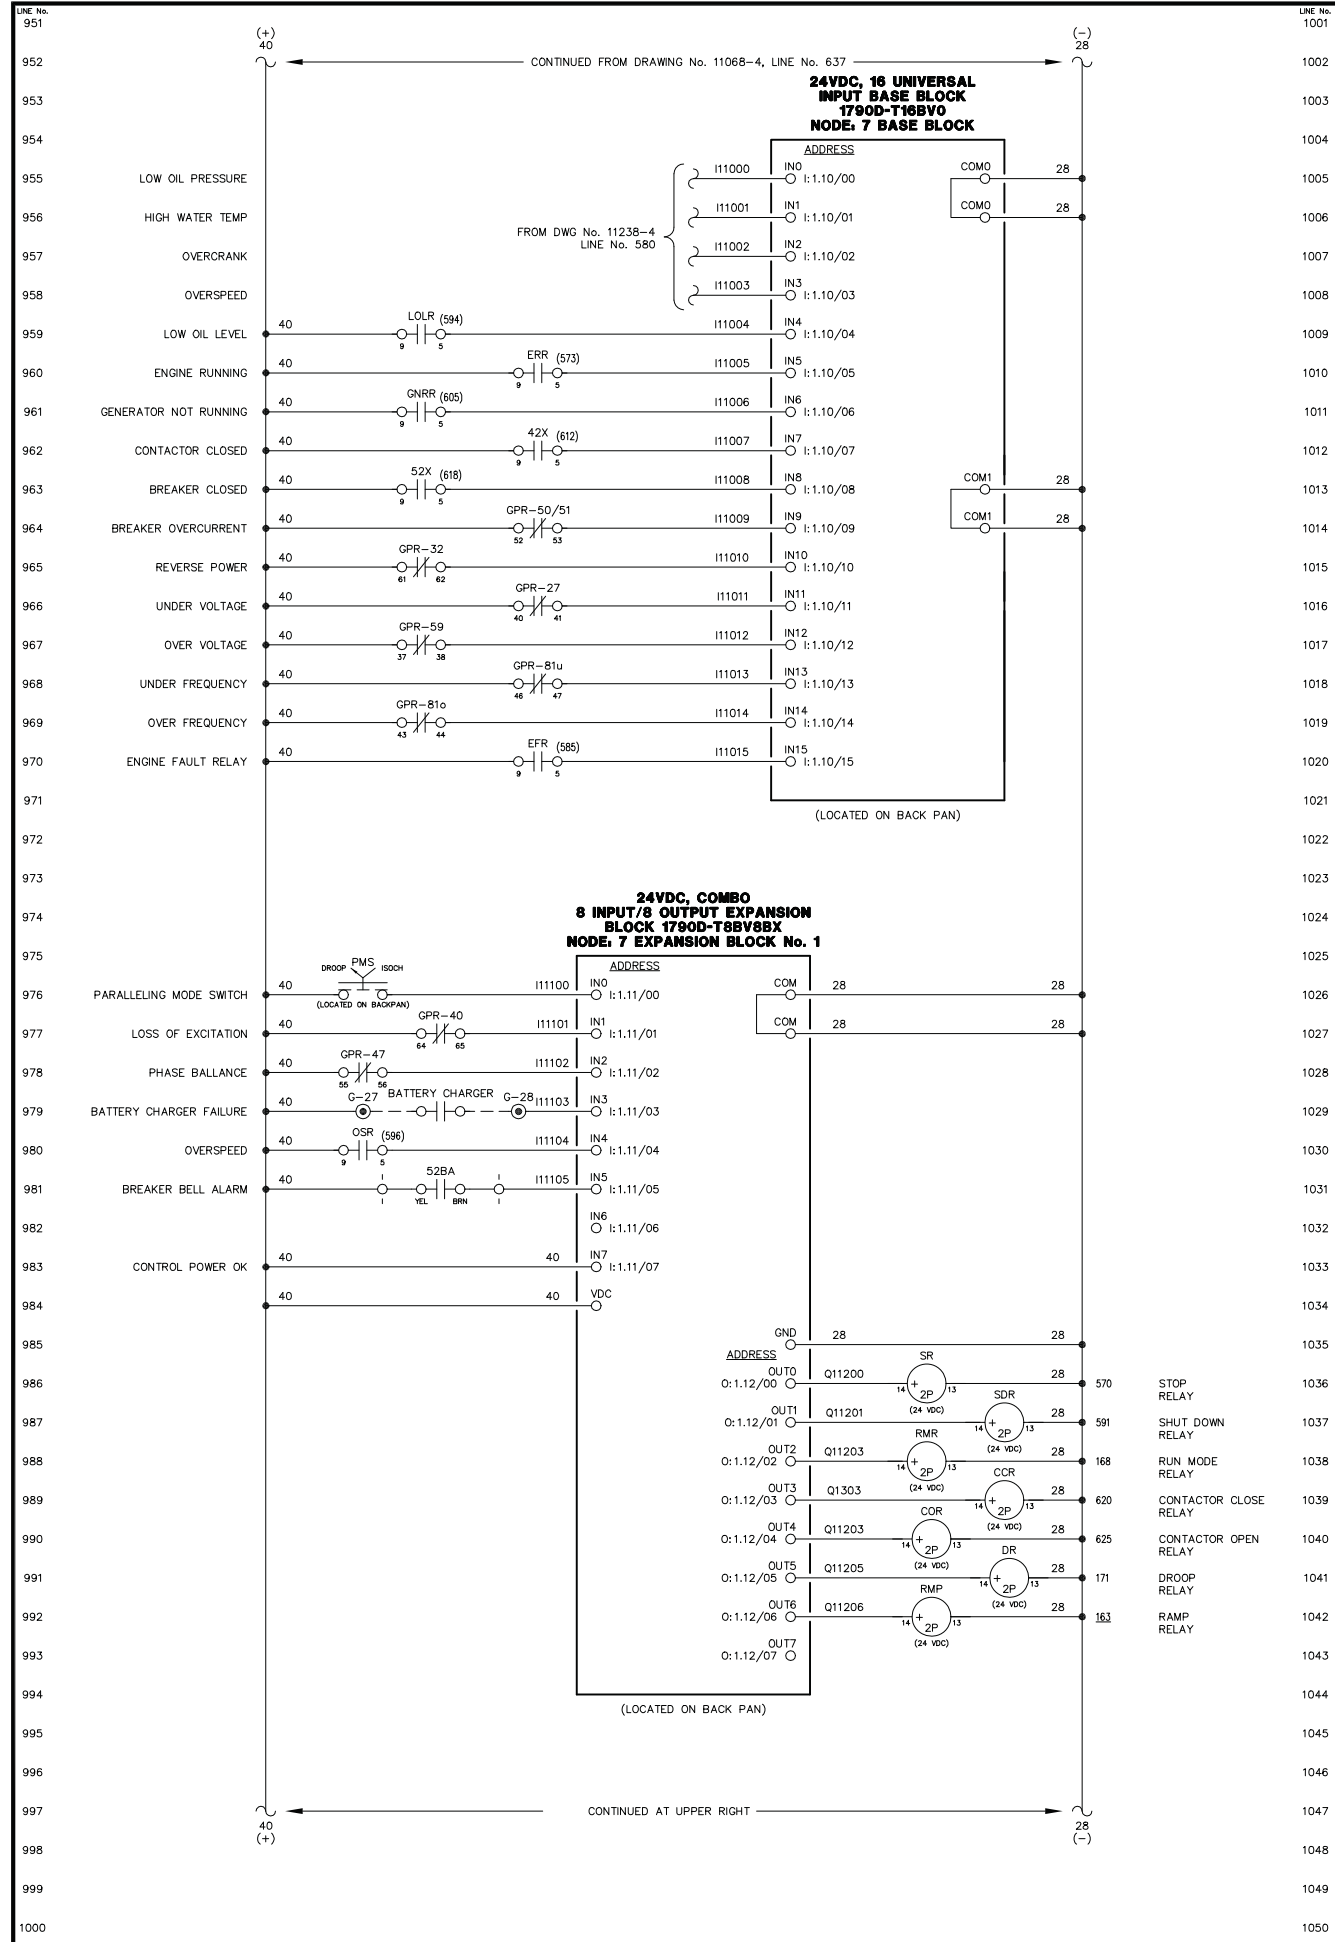 LINE No.
LINE No.
951
1001
(+)
40
(−)
28
952
CONTINUED FROM DRAWING No. 11068−4, LINE No. 637
1002
24VDC, 16 UNIVERSAL
INPUT BASE BLOCK
1790D-T16BV0
NODE: 7 BASE BLOCK
953
1003
954
1004
ADDRESS
955 LOW OIL PRESSURE I11000 IN0 I:1.10/00 COM0 28 1005
956 HIGH WATER TEMP I11001 IN1 I:1.10/01 COM0 28 1006
FROM DWG No. 11238−4
LINE No. 580
957 OVERCRANK I11002 IN2 I:1.10/02 1007
958 OVERSPEED I11003 IN3 I:1.10/03 1008
959 LOW OIL LEVEL 40 LOLR (594) 9 5 I11004 IN4 I:1.10/04 1009
960 ENGINE RUNNING 40 ERR (573) 9 5 I11005 IN5 I:1.10/05 1010
961 GENERATOR NOT RUNNING 40 GNRR (605) 9 5 I11006 IN6 I:1.10/06 1011
962 CONTACTOR CLOSED 40 42X (612) 9 5 I11007 IN7 I:1.10/07 1012
963 BREAKER CLOSED 40 52X (618) 9 5 I11008 IN8 I:1.10/08 COM1 28 1013
964 BREAKER OVERCURRENT 40 GPR−50/51 52 53 I11009 IN9 I:1.10/09 COM1 28 1014
965 REVERSE POWER 40 GPR−32 61 62 I11010 IN10 I:1.10/10 1015
966 UNDER VOLTAGE 40 GPR−27 40 41 I11011 IN11 I:1.10/11 1016
967 OVER VOLTAGE 40 GPR−59 37 38 I11012 IN12 I:1.10/12 1017
968 UNDER FREQUENCY 40 GPR−81u 46 47 I11013 IN13 I:1.10/13 1018
969 OVER FREQUENCY 40 GPR−81o 43 44 I11014 IN14 I:1.10/14 1019
970 ENGINE FAULT RELAY 40 EFR (585) 9 5 I11015 IN15 I:1.10/15 1020
971
1021
(LOCATED ON BACK PAN)
972
1022
973
1023
24VDC, COMBO
8 INPUT/8 OUTPUT EXPANSION
BLOCK 1790D-T8BV8BX
NODE: 7 EXPANSION BLOCK No. 1
974
1024
975
1025
ADDRESS
976 PARALLELING MODE SWITCH 40 DROOP PMS ISOCH (LOCATED ON BACKPAN) I11100 IN0 I:1.11/00 COM 28 28 1026
977 LOSS OF EXCITATION 40 GPR−40 64 65 I11101 IN1 I:1.11/01 COM 28 28 1027
978 PHASE BALLANCE 40 GPR−47 55 56 I11102 IN2 I:1.11/02 1028
979 BATTERY CHARGER FAILURE 40 G−27 BATTERY CHARGER G−28 I11103 IN3 I:1.11/03 1029
980 OVERSPEED 40 OSR (596) 9 5 I11104 IN4 I:1.11/04 1030
981 BREAKER BELL ALARM 40 52BA YEL BRN I11105 IN5 I:1.11/05 1031
982 IN6 I:1.11/06 1032
983 CONTROL POWER OK 40 40 IN7 I:1.11/07 1033
984 40 40 VDC 1034
985 GND 28 28 1035
ADDRESS
986 OUT0 O:1.12/00 Q11200 SR 14 + 2P 13 (24 VDC) 28 570 STOP RELAY 1036
987 OUT1 O:1.12/01 Q11201 SDR 14 + 2P 13 (24 VDC) 28 591 SHUT DOWN RELAY 1037
988 OUT2 O:1.12/02 Q11203 RMR 14 + 2P 13 (24 VDC) 28 168 RUN MODE RELAY 1038
989 OUT3 O:1.12/03 Q1303 CCR 14 + 2P 13 (24 VDC) 28 620 CONTACTOR CLOSE RELAY 1039
990 OUT4 O:1.12/04 Q11203 COR 14 + 2P 13 (24 VDC) 28 625 CONTACTOR OPEN RELAY 1040
991 OUT5 O:1.12/05 Q11205 DR 14 + 2P 13 (24 VDC) 28 171 DROOP RELAY 1041
992 OUT6 O:1.12/06 Q11206 RMP 14 + 2P 13 (24 VDC) 28 163 RAMP RELAY 1042
993 OUT7 O:1.12/07 1043
994
1044
(LOCATED ON BACK PAN)
995
1045
996
1046
997
CONTINUED AT UPPER RIGHT
1047
40
(+)
28
(−)
998
1048
999
1049
1000
1050